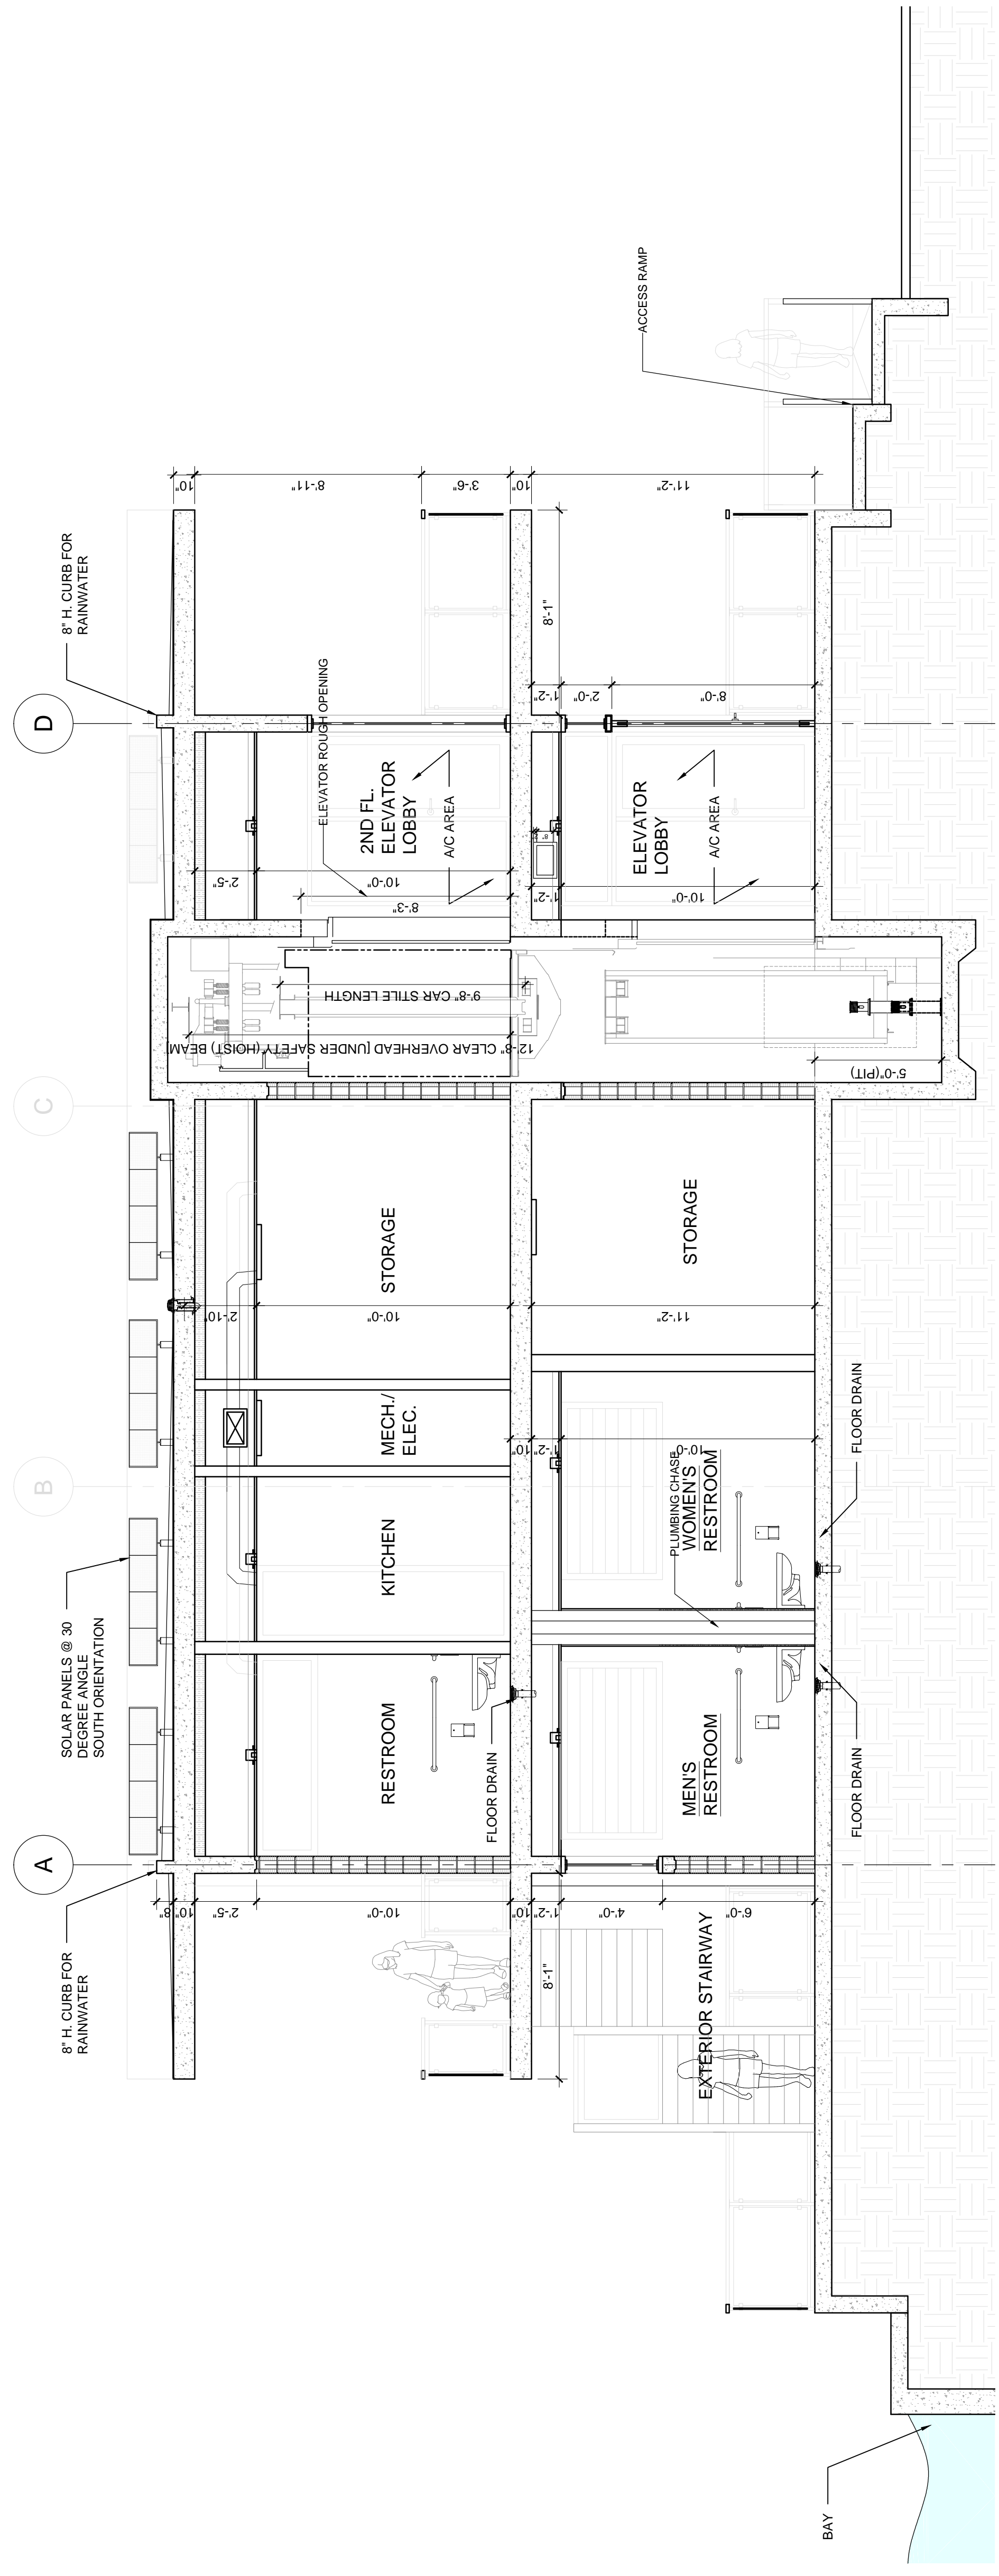 A
B
C
D
8" H. CURB FOR
RAINWATER
SOLAR PANELS @ 30
DEGREE ANGLE
SOUTH ORIENTATION
8" H. CURB FOR
RAINWATER
8"
10"
2'-5"
10'-0"
10"
1'-2"
4'-0"
6'-0"
8'-1"
EXTERIOR STAIRWAY
RESTROOM
FLOOR DRAIN
KITCHEN
MECH./
ELEC.
STORAGE
2'-10"
10'-0"
11'-2"
STORAGE
MEN'S
RESTROOM
PLUMBING CHASE
WOMEN'S
RESTROOM
10"
1'-2"
10'-0"
FLOOR DRAIN
FLOOR DRAIN
12'-8" CLEAR OVERHEAD [UNDER SAFETY (HOIST) BEAM]
9'-8" CAR STILE LENGTH
5'-0"(PIT)
ELEVATOR ROUGH OPENING
8'-3"
2'-5"
10'-0"
2ND FL.
ELEVATOR
LOBBY
A/C AREA
8"
1'-2"
10'-0"
ELEVATOR
LOBBY
A/C AREA
1'-2"
2'-0"
8'-0"
8'-1"
10"
8'-11"
3'-6"
10"
11'-2"
ACCESS RAMP
BAY